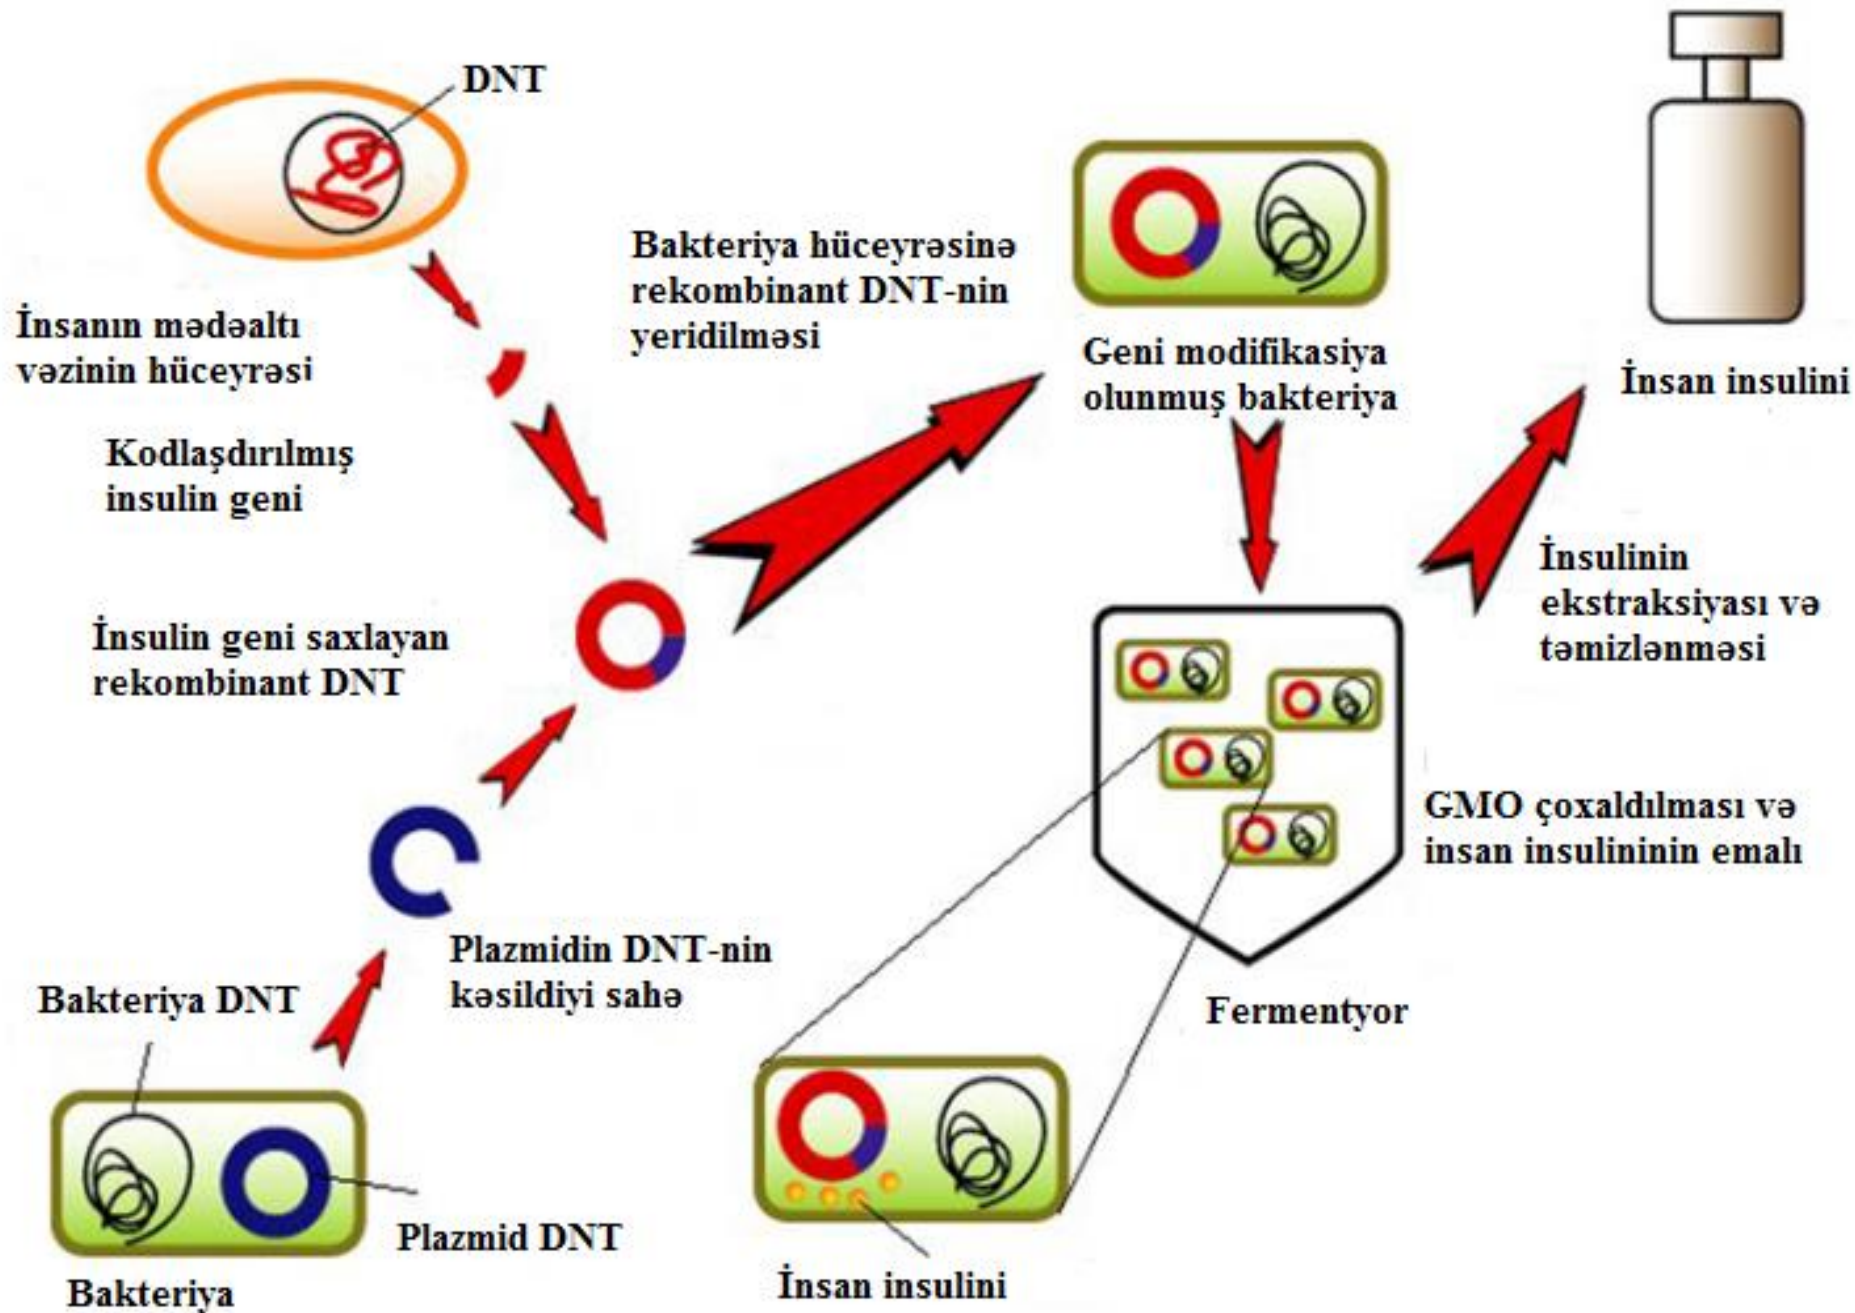 DNT
İnsanın mədəaltı
vəzinin hüceyrəsi
Kodlaşdırılmış
insulin geni
İnsulin geni saxlayan
rekombinant DNT
Bakteriya hüceyrəsinə
rekombinant DNT-nin
yeridilməsi
Geni modifikasiya
olunmuş bakteriya
İnsan insulini
İnsulinin
ekstraksiyası və
təmizlənməsi
GMO çoxaldılması və
insan insulininin emalı
Fermentyor
Plazmidin DNT-nin
kəsildiyi sahə
Bakteriya DNT
Plazmid DNT
Bakteriya
İnsan insulini